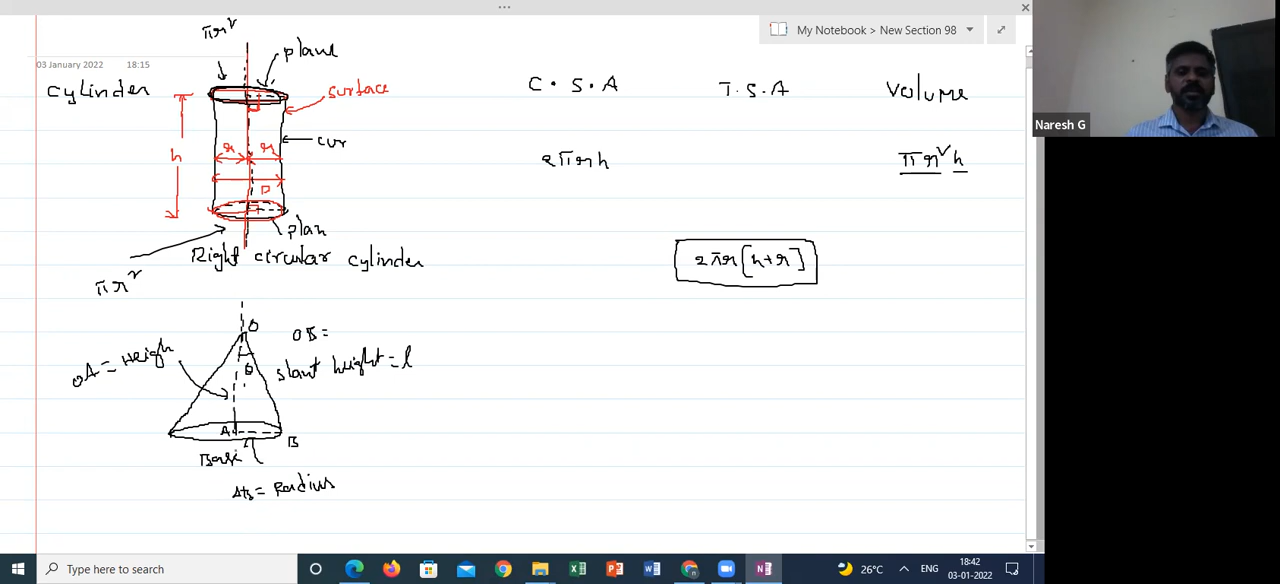 My Notebook > New Section 98
03 January 2022 18:15
Cylinder
πr²
plane
surface
cur
h
r r
D
plan
πr²
Right circular cylinder
C.S.A T.S.A Volume
2πrh πr²h
2πr[h+r]
O
OB =
OA = Heigh
slant height = l
θ
A
B
Base
AB = Radius
Naresh G
Type here to search
26°C ENG 18:42
03-01-2022